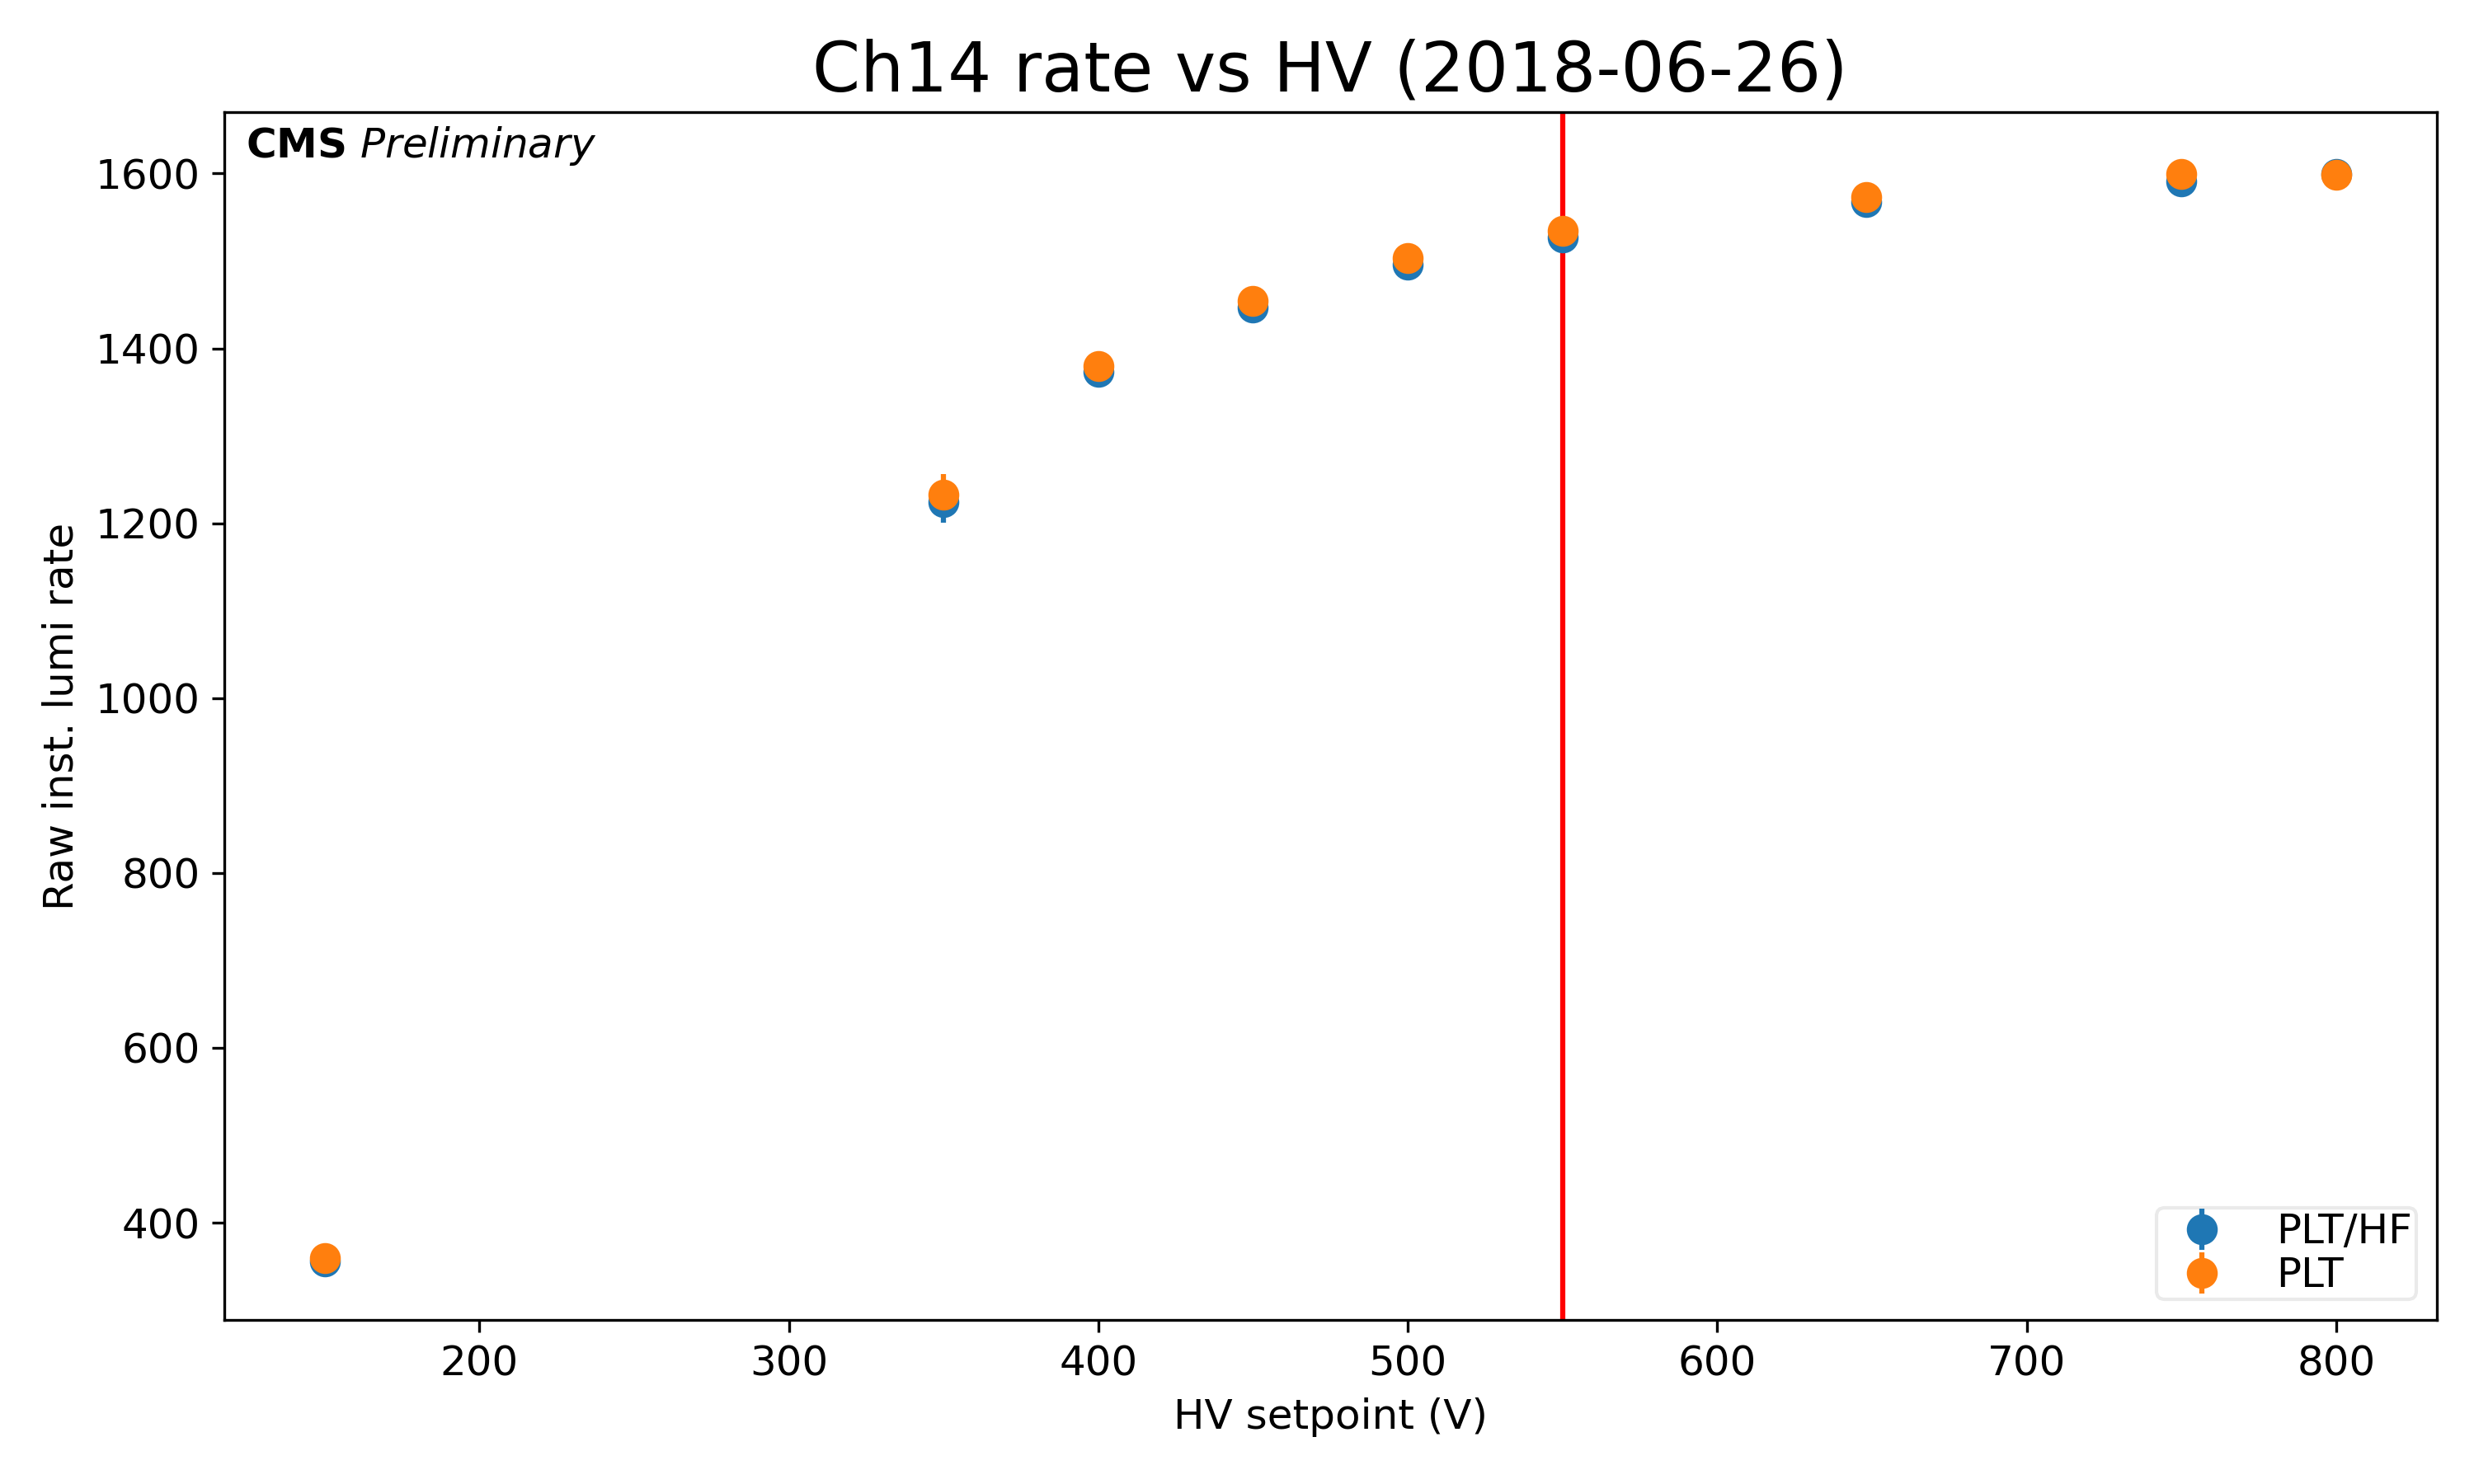 Ch14 rate vs HV (2018-06-26)
CMS Preliminary
1600
1400
1200
1000
800
600
400
Raw inst. lumi rate
PLT/HF
PLT
200 300 400 500 600 700 800
HV setpoint (V)